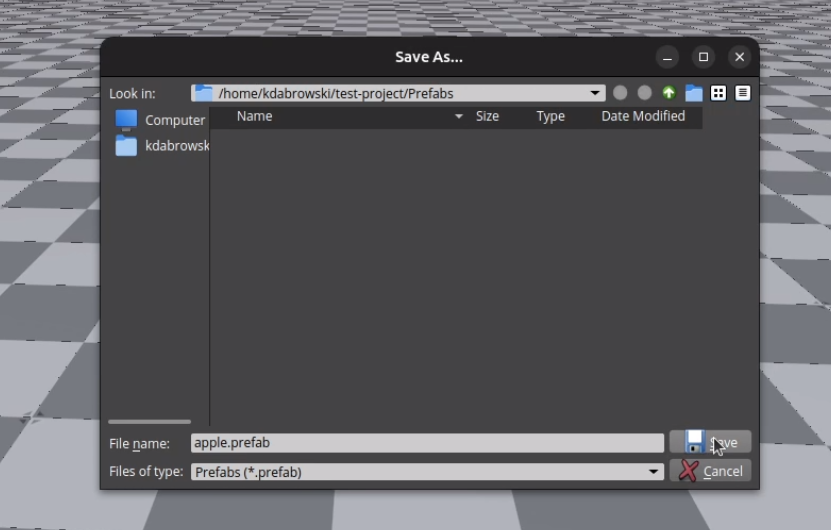 Save As...
Look in: /home/kdabrowski/test-project/Prefabs
Computer
kdabrowsk
Name Size Type Date Modified
File name: apple.prefab Save
Files of type: Prefabs (*.prefab) Cancel